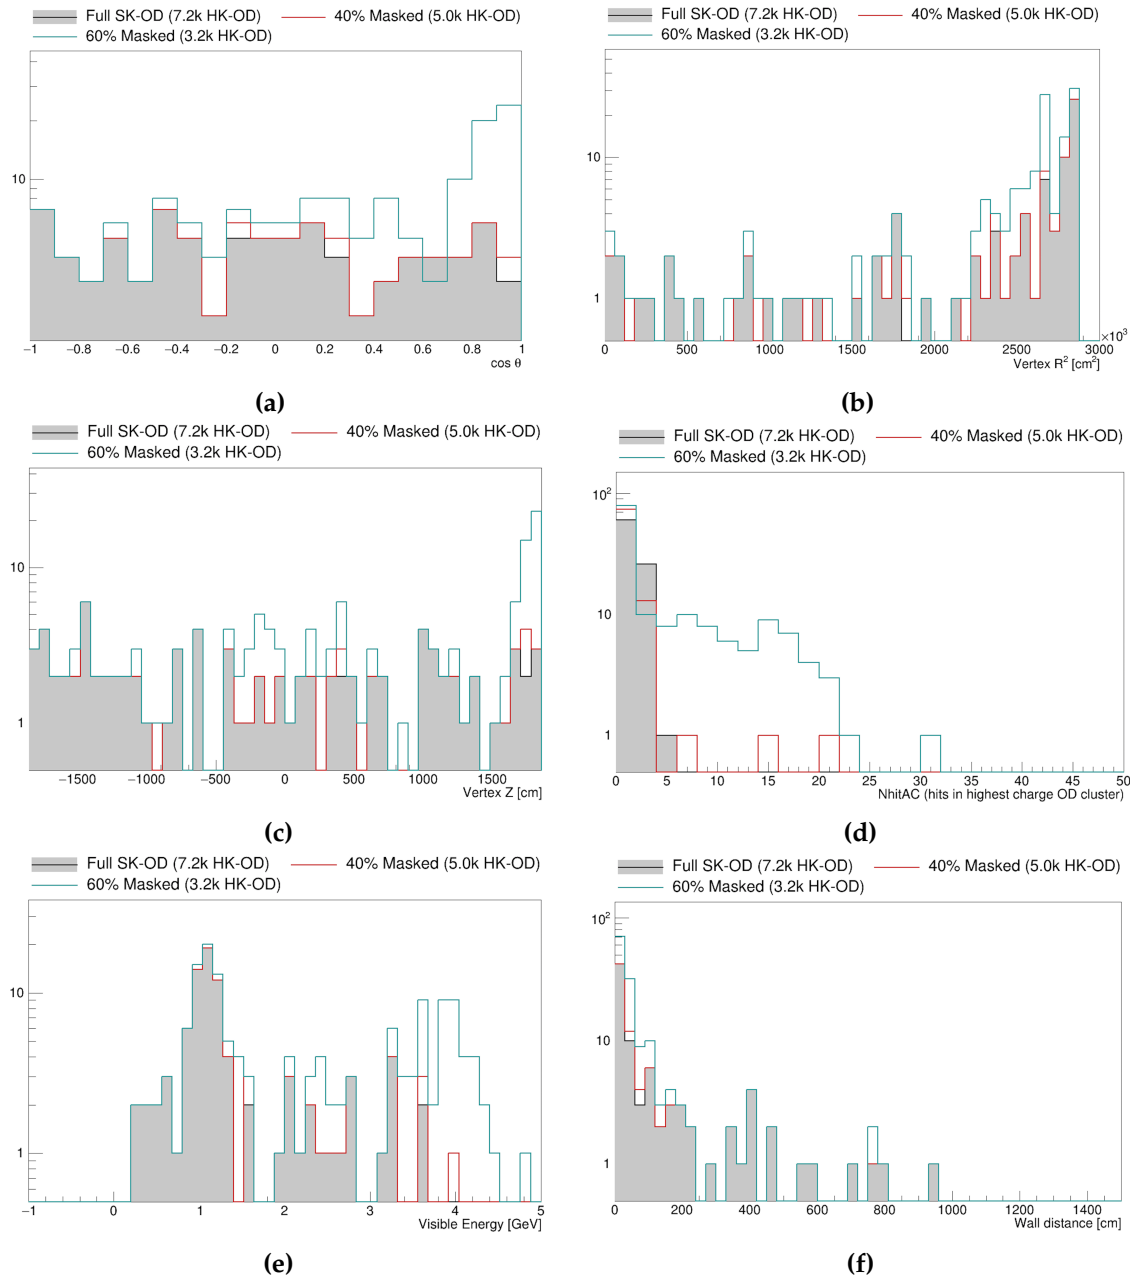 Full SK-OD (7.2k HK-OD) 40% Masked (5.0k HK-OD)
60% Masked (3.2k HK-OD)
10
−1 −0.8 −0.6 −0.4 −0.2 0 0.2 0.4 0.6 0.8 1
cos θ
(a)
Full SK-OD (7.2k HK-OD) 40% Masked (5.0k HK-OD)
60% Masked (3.2k HK-OD)
10
1
0 500 1000 1500 2000 2500 3000
×10³
Vertex R² [cm²]
(b)
Full SK-OD (7.2k HK-OD) 40% Masked (5.0k HK-OD)
60% Masked (3.2k HK-OD)
10
1
−1500 −1000 −500 0 500 1000 1500
Vertex Z [cm]
(c)
Full SK-OD (7.2k HK-OD) 40% Masked (5.0k HK-OD)
60% Masked (3.2k HK-OD)
10²
10
1
0 5 10 15 20 25 30 35 40 45 50
NhitAC (hits in highest charge OD cluster)
(d)
Full SK-OD (7.2k HK-OD) 40% Masked (5.0k HK-OD)
60% Masked (3.2k HK-OD)
10
1
−1 0 1 2 3 4 5
Visible Energy [GeV]
(e)
Full SK-OD (7.2k HK-OD) 40% Masked (5.0k HK-OD)
60% Masked (3.2k HK-OD)
10²
10
1
0 200 400 600 800 1000 1200 1400
Wall distance [cm]
(f)